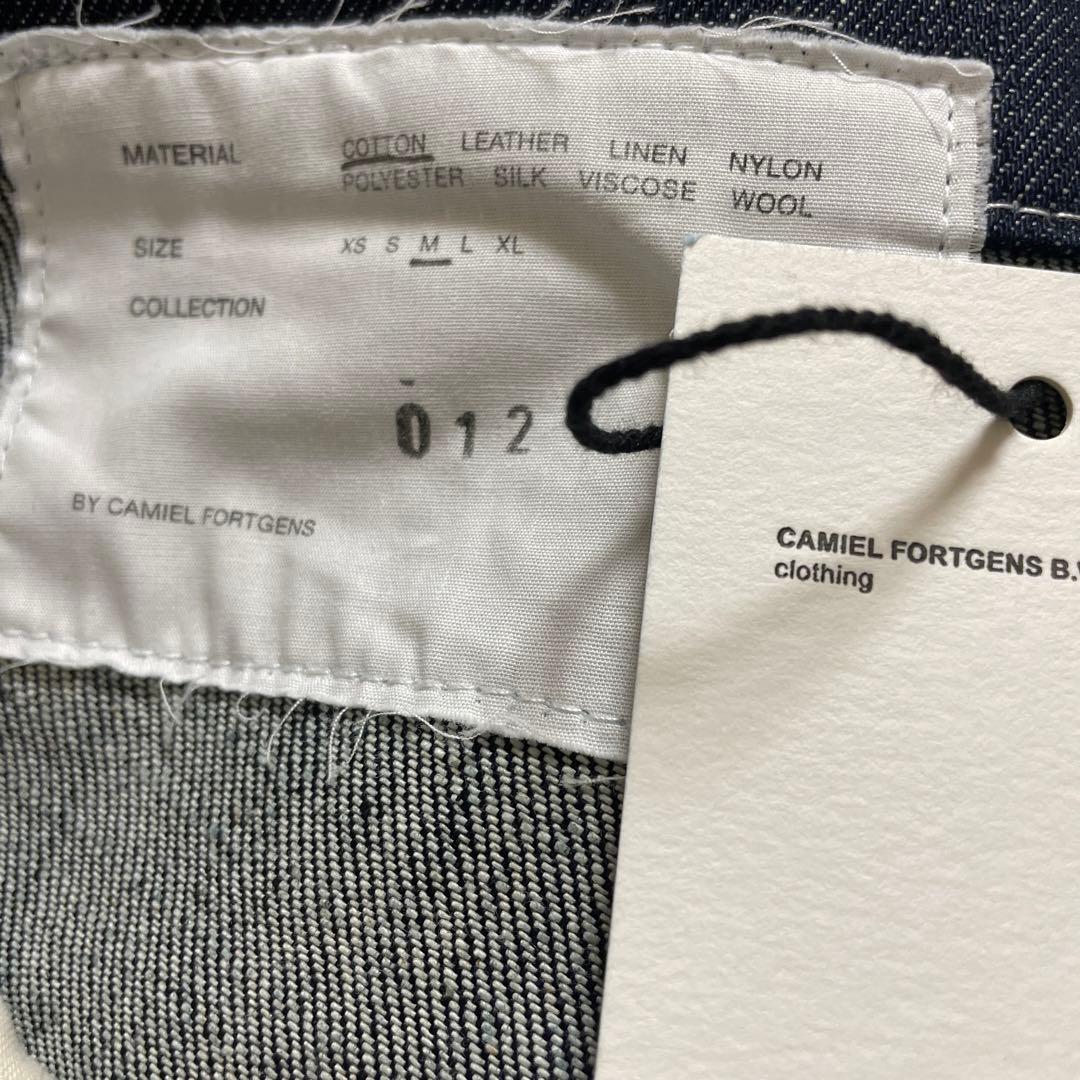 MATERIAL COTTON LEATHER LINEN NYLON
POLYESTER SILK VISCOSE WOOL
SIZE XS S M L XL
COLLECTION
012
BY CAMIEL FORTGENS
CAMIEL FORTGENS B.
clothing